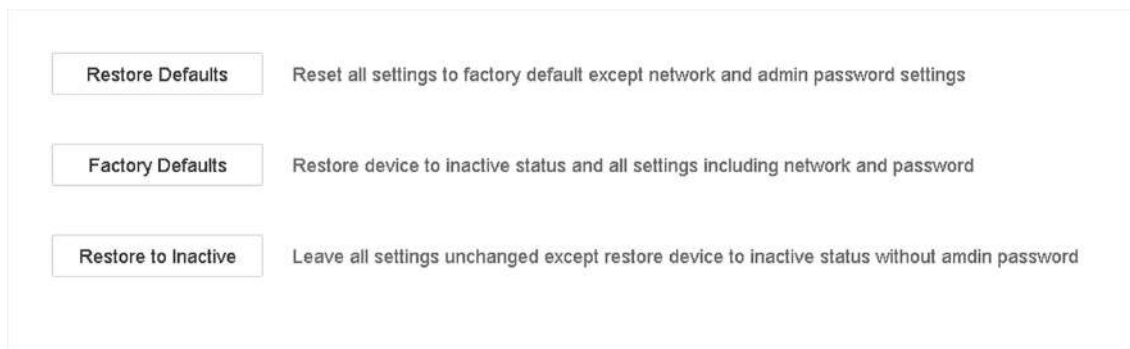 Restore Defaults Reset all settings to factory default except network and admin password settings
Factory Defaults Restore device to inactive status and all settings including network and password
Restore to Inactive Leave all settings unchanged except restore device to inactive status without amdin password